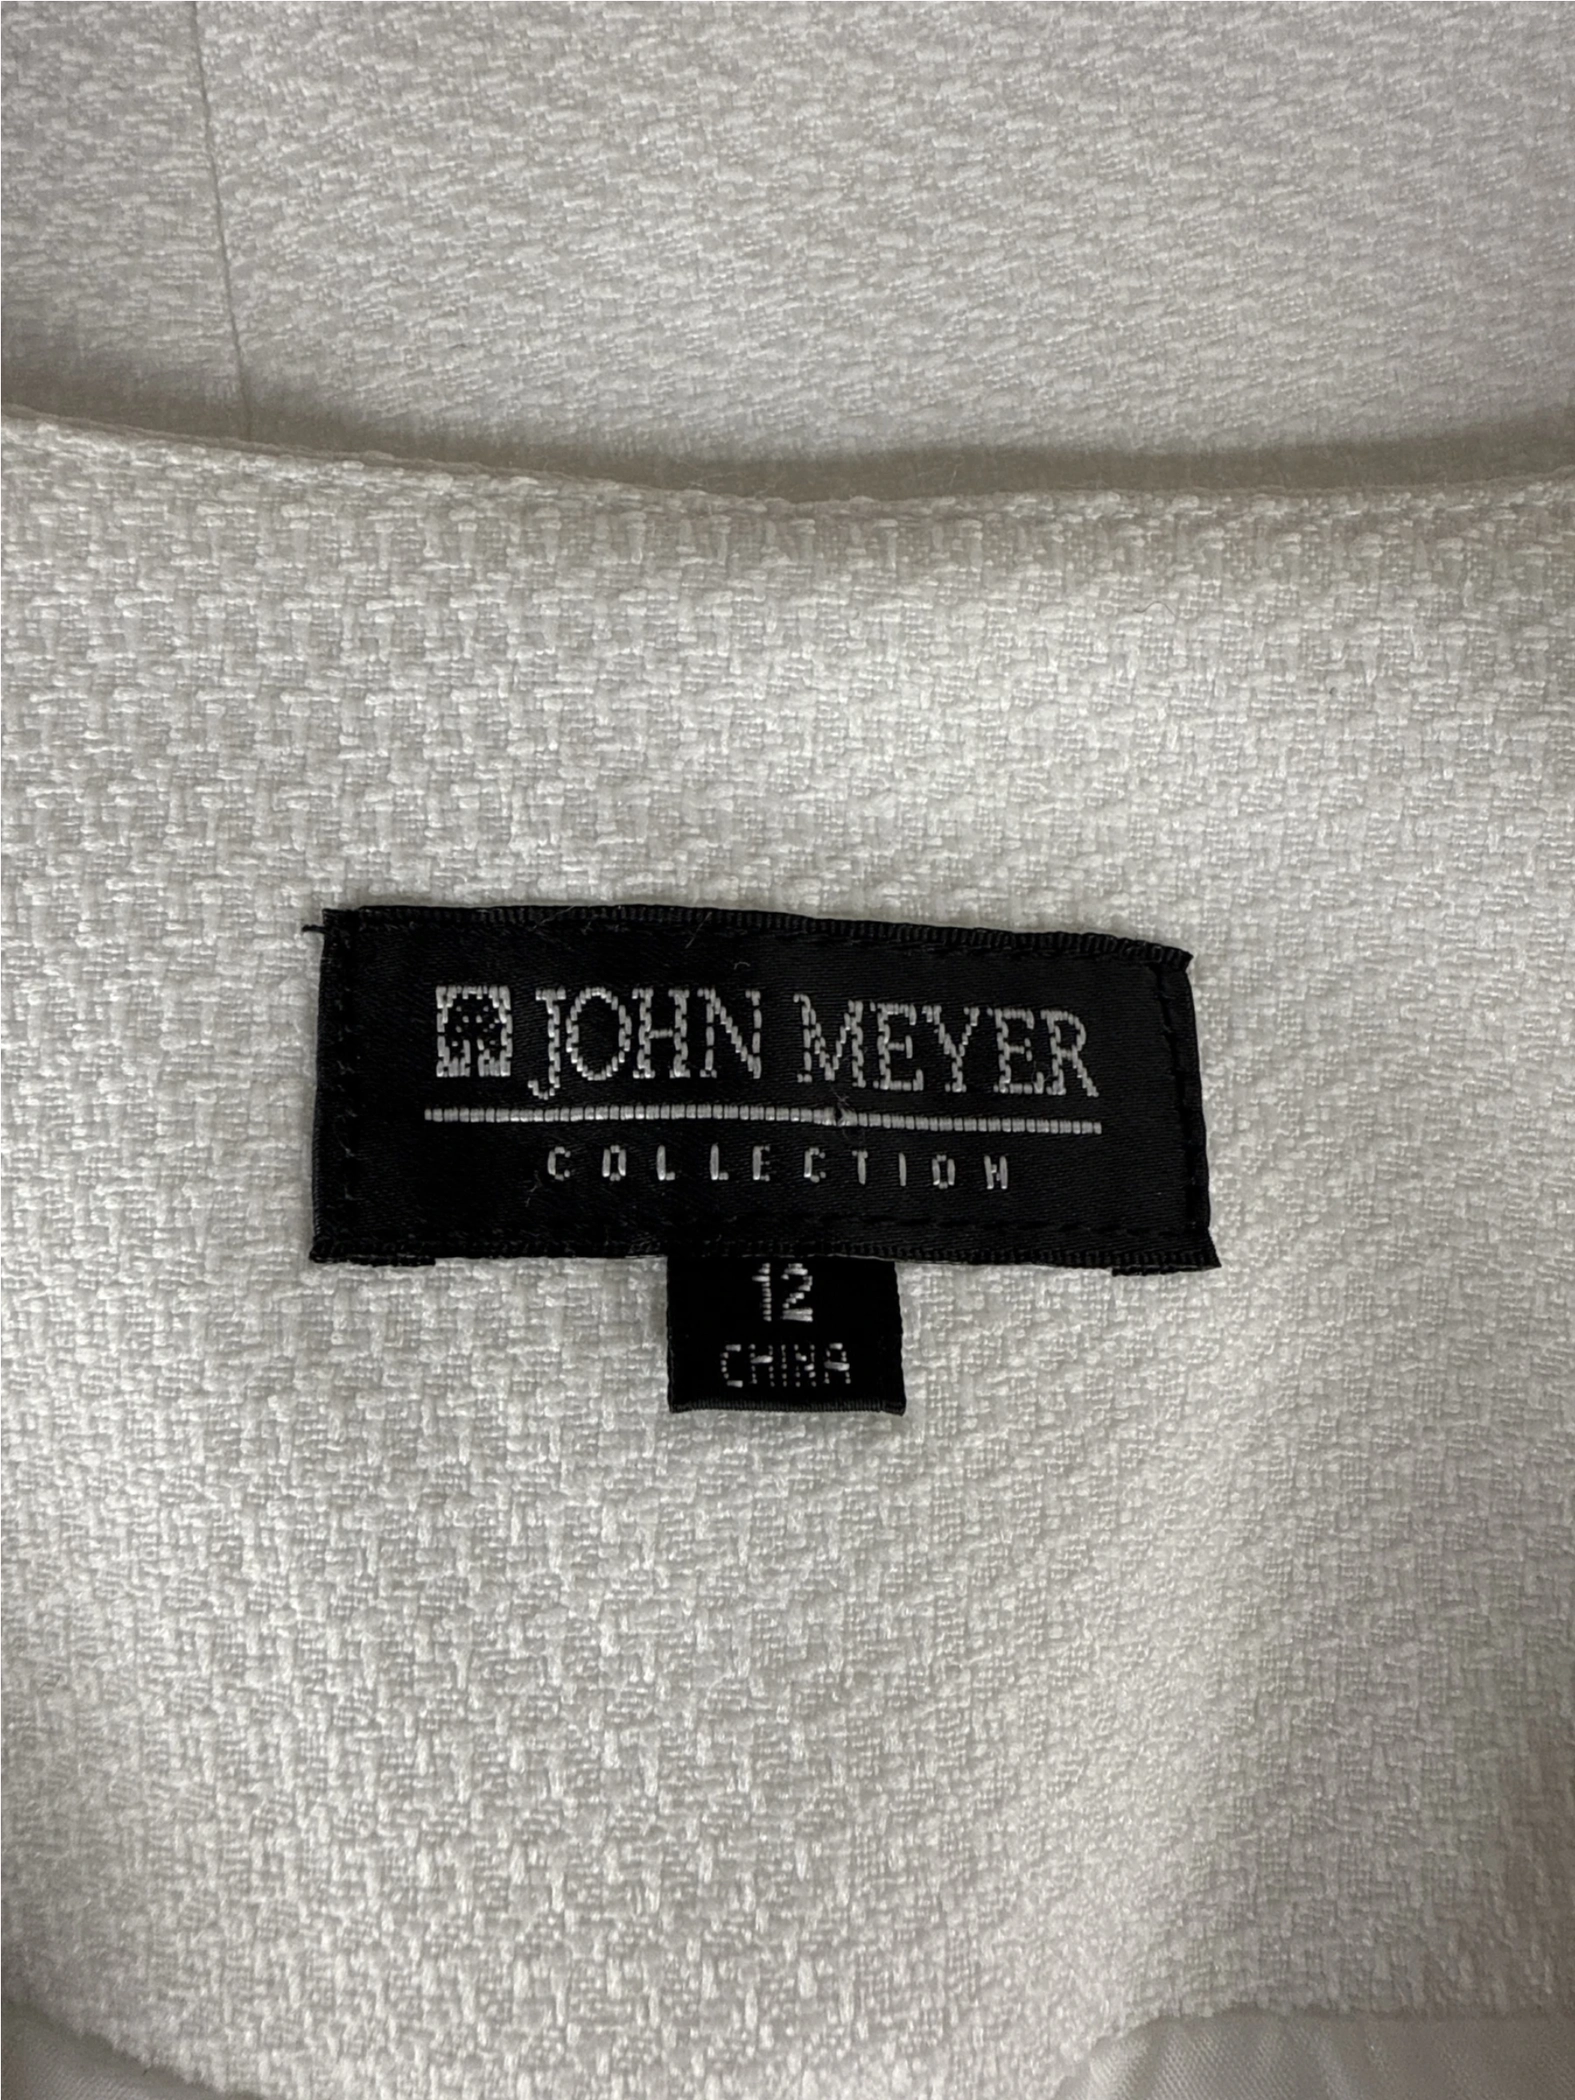 JOHN MEYER
COLLECTION
12
CHINA